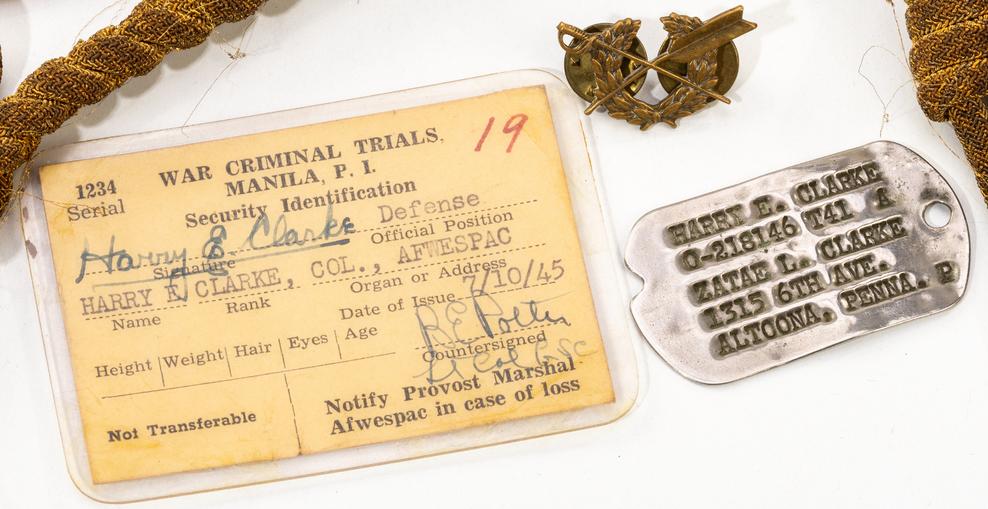 19
WAR CRIMINAL TRIALS,
MANILA, P. I.
1234
Serial
Security Identification
Harry E. Clarke Defense
Signature Official Position
HARRY E. CLARKE, COL., AFWESPAC
Name Rank Organ or Address
Date of Issue 7/10/45
Height Weight Hair Eyes Age
Countersigned
Not Transferable
Notify Provost Marshal
Afwespac in case of loss
HARRY E. CLARKE
O-218146 T41 A
ZATAE L. CLARKE
1315 6TH AVE.
ALTOONA. PENNA. P